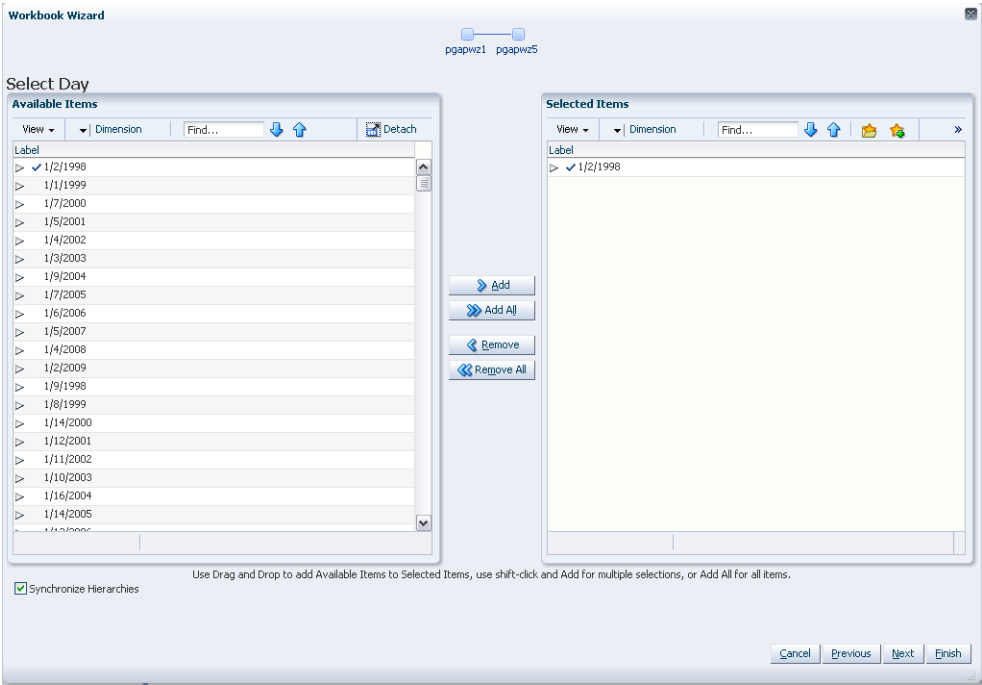 Workbook Wizard
pgapwz1 pgapwz5
Select Day
Available Items
View Dimension Find... Detach
Label
1/2/1998
1/1/1999
1/7/2000
1/5/2001
1/4/2002
1/3/2003
1/9/2004
1/7/2005
1/6/2006
1/5/2007
1/4/2008
1/2/2009
1/9/1998
1/8/1999
1/14/2000
1/12/2001
1/11/2002
1/10/2003
1/16/2004
1/14/2005
Add
Add All
Remove
Remove All
Selected Items
View Dimension Find... »
Label
1/2/1998
Use Drag and Drop to add Available Items to Selected Items, use shift-click and Add for multiple selections, or Add All for all items.
Synchronize Hierarchies
Cancel Previous Next Finish